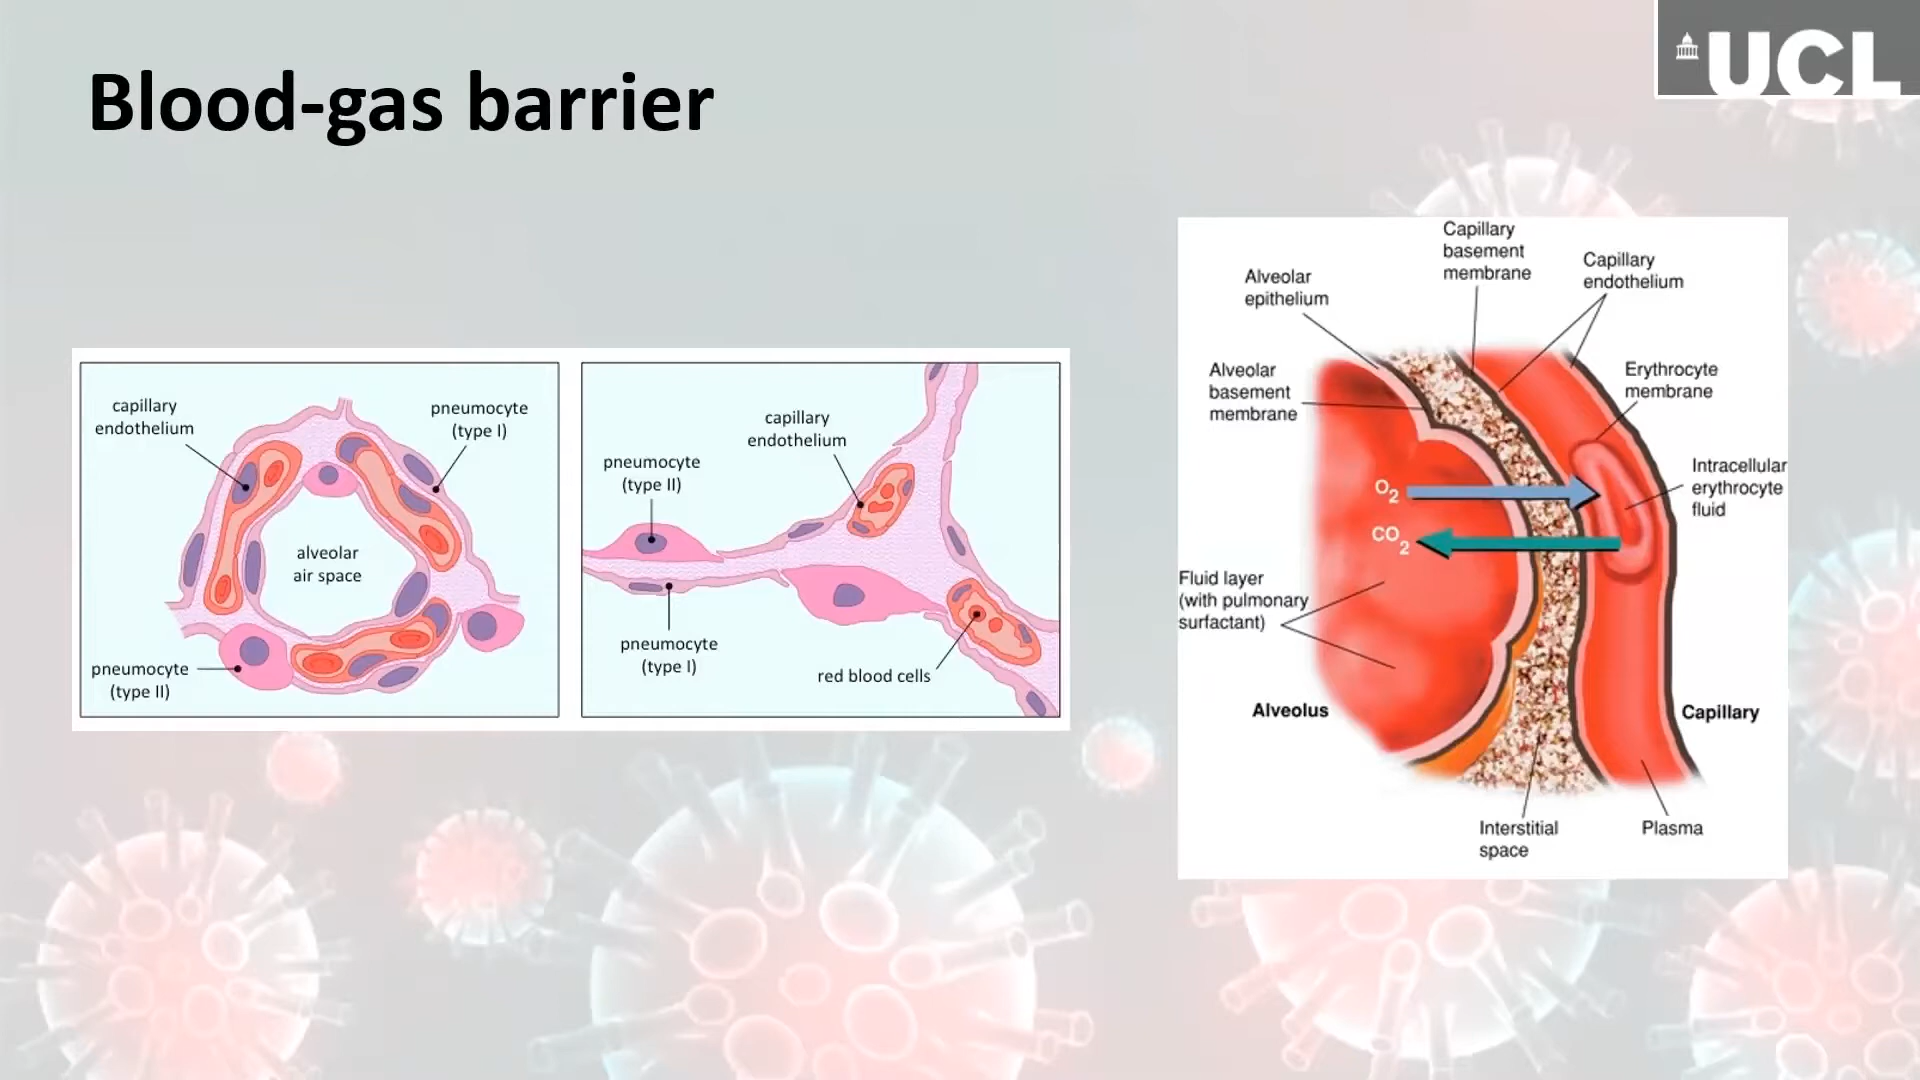 UCL
Blood-gas barrier
capillary
endothelium
pneumocyte
(type I)
alveolar
air space
pneumocyte
(type II)
pneumocyte
(type II)
capillary
endothelium
pneumocyte
(type I)
red blood cells
Capillary
basement
membrane
Capillary
endothelium
Alveolar
epithelium
Alveolar
basement
membrane
Erythrocyte
membrane
Intracellular
erythrocyte
fluid
O₂
CO₂
Fluid layer
(with pulmonary
surfactant)
Alveolus
Capillary
Interstitial
space
Plasma